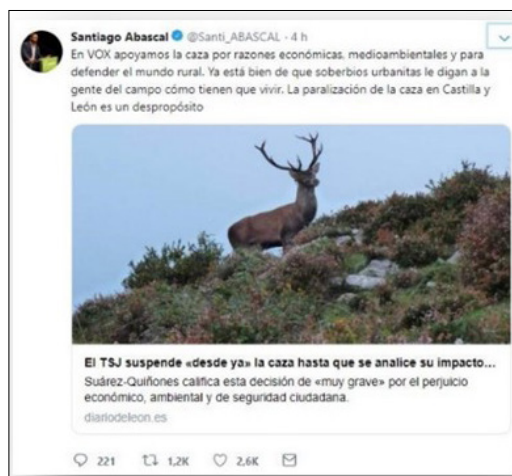 Santiago Abascal @Santi_ABASCAL · 4 h
En VOX apoyamos la caza por razones económicas, medioambientales y para
defender el mundo rural. Ya está bien de que soberbios urbanitas le digan a la
gente del campo cómo tienen que vivir. La paralización de la caza en Castilla y
León es un despropósito
El TSJ suspende «desde ya» la caza hasta que se analice su impacto...
Suárez-Quiñones califica esta decisión de «muy grave» por el perjuicio
económico, ambiental y de seguridad ciudadana.
diariodeleon.es
221 1,2K 2,6K